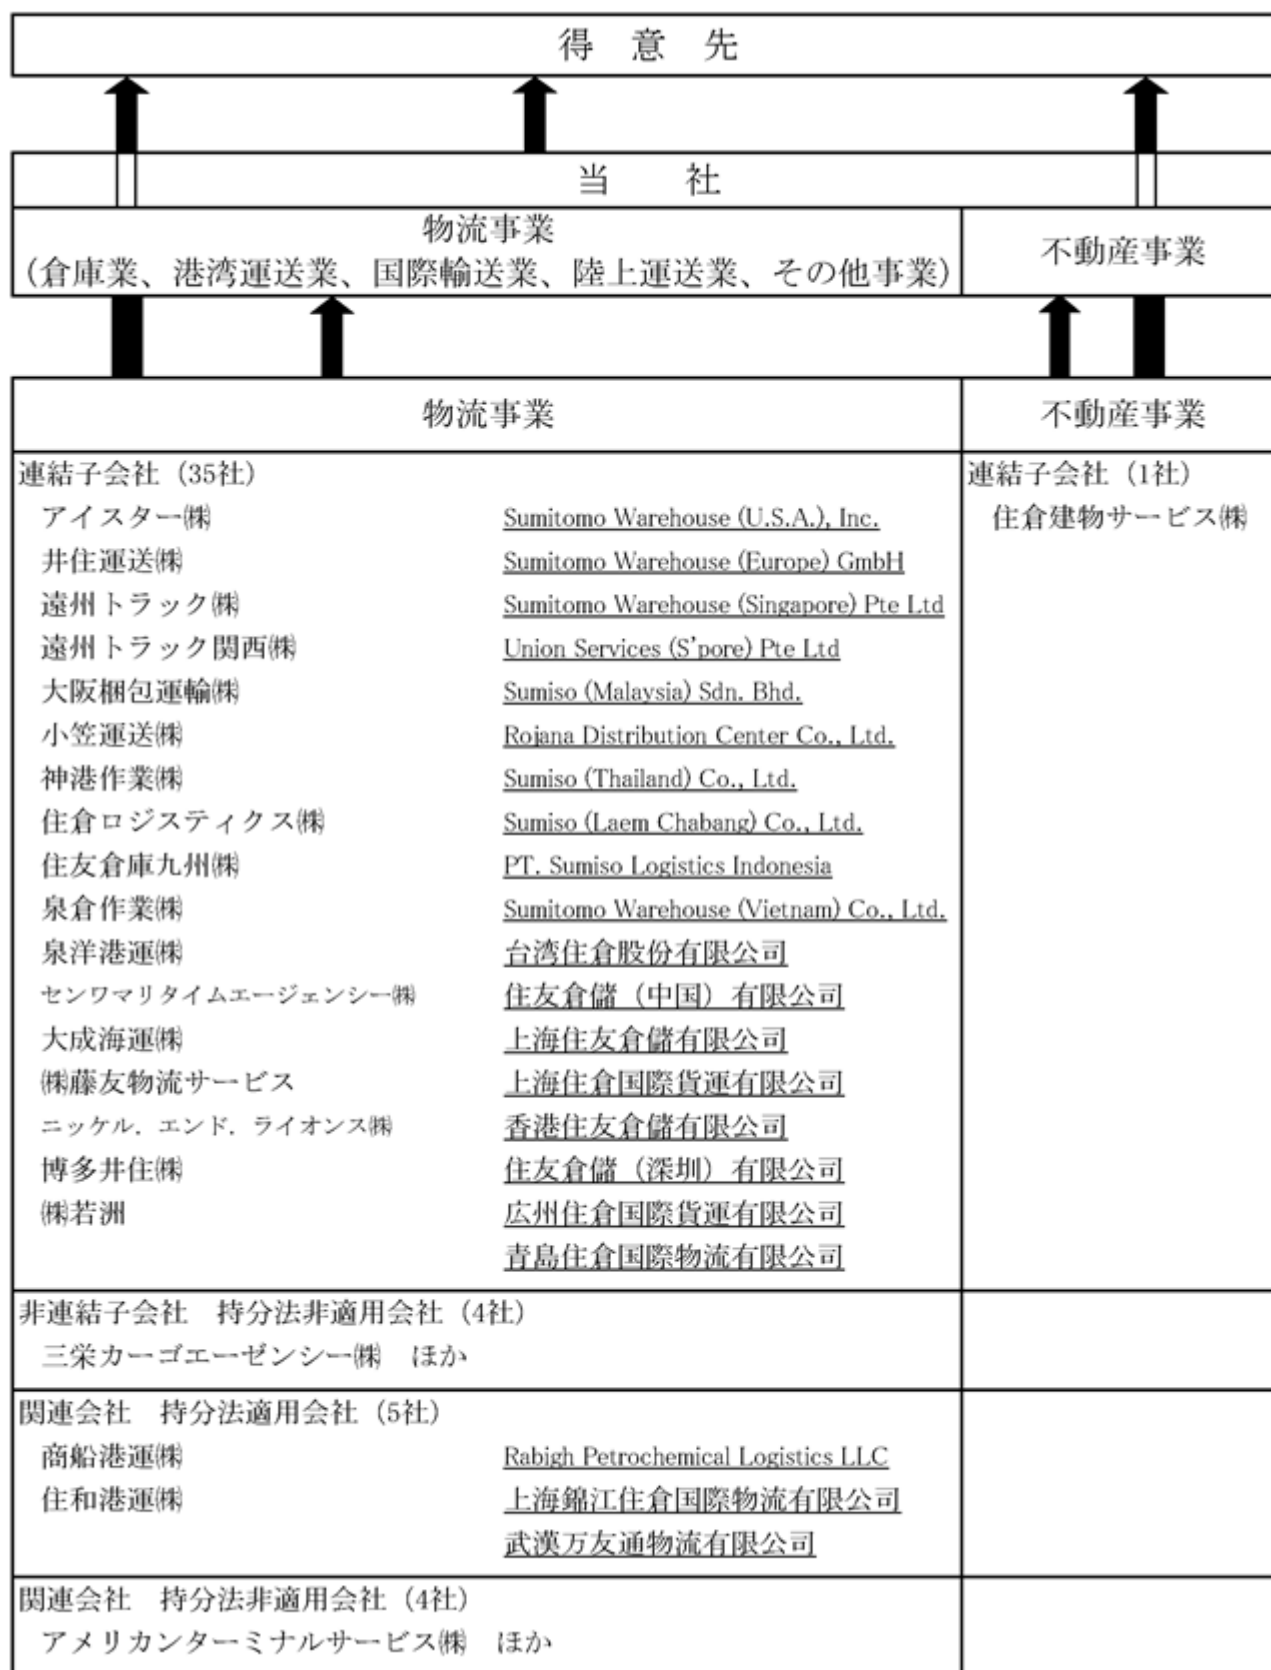 得 意 先
当 社
物流事業
(倉庫業、港湾運送業、国際輸送業、陸上運送業、その他事業)
不動産事業
物流事業
不動産事業
連結子会社 (35社)
アイスター㈱
井住運送㈱
遠州トラック㈱
遠州トラック関西㈱
大阪梱包運輸㈱
小笠運送㈱
神港作業㈱
住倉ロジスティクス㈱
住友倉庫九州㈱
泉倉作業㈱
泉洋港運㈱
センワマリタイムエージェンシー㈱
大成海運㈱
㈱藤友物流サービス
ニッケル．エンド．ライオンス㈱
博多井住㈱
㈱若洲
Sumitomo Warehouse (U.S.A.), Inc.
Sumitomo Warehouse (Europe) GmbH
Sumitomo Warehouse (Singapore) Pte Ltd
Union Services (S'pore) Pte Ltd
Sumiso (Malaysia) Sdn. Bhd.
Rojana Distribution Center Co., Ltd.
Sumiso (Thailand) Co., Ltd.
Sumiso (Laem Chabang) Co., Ltd.
PT. Sumiso Logistics Indonesia
Sumitomo Warehouse (Vietnam) Co., Ltd.
台湾住倉股份有限公司
住友倉儲（中国）有限公司
上海住友倉儲有限公司
上海住倉国際貨運有限公司
香港住友倉儲有限公司
住友倉儲（深圳）有限公司
広州住倉国際貨運有限公司
青島住倉国際物流有限公司
連結子会社 (1社)
住倉建物サービス㈱
非連結子会社　持分法非適用会社 (4社)
三栄カーゴエーゼンシー㈱　ほか
関連会社　持分法適用会社 (5社)
商船港運㈱
住和港運㈱
Rabigh Petrochemical Logistics LLC
上海錦江住倉国際物流有限公司
武漢万友通物流有限公司
関連会社　持分法非適用会社 (4社)
アメリカンターミナルサービス㈱　ほか